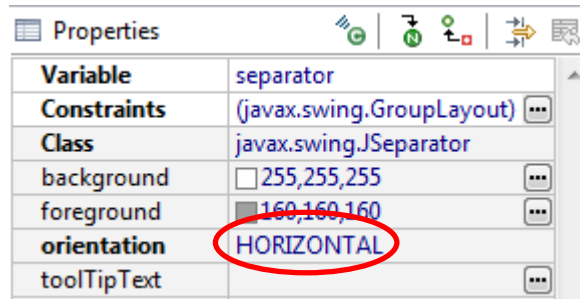 Properties
Variable separator
Constraints (javax.swing.GroupLayout) ...
Class javax.swing.JSeparator
background 255,255,255 ...
foreground 160,160,160 ...
orientation HORIZONTAL
toolTipText ...